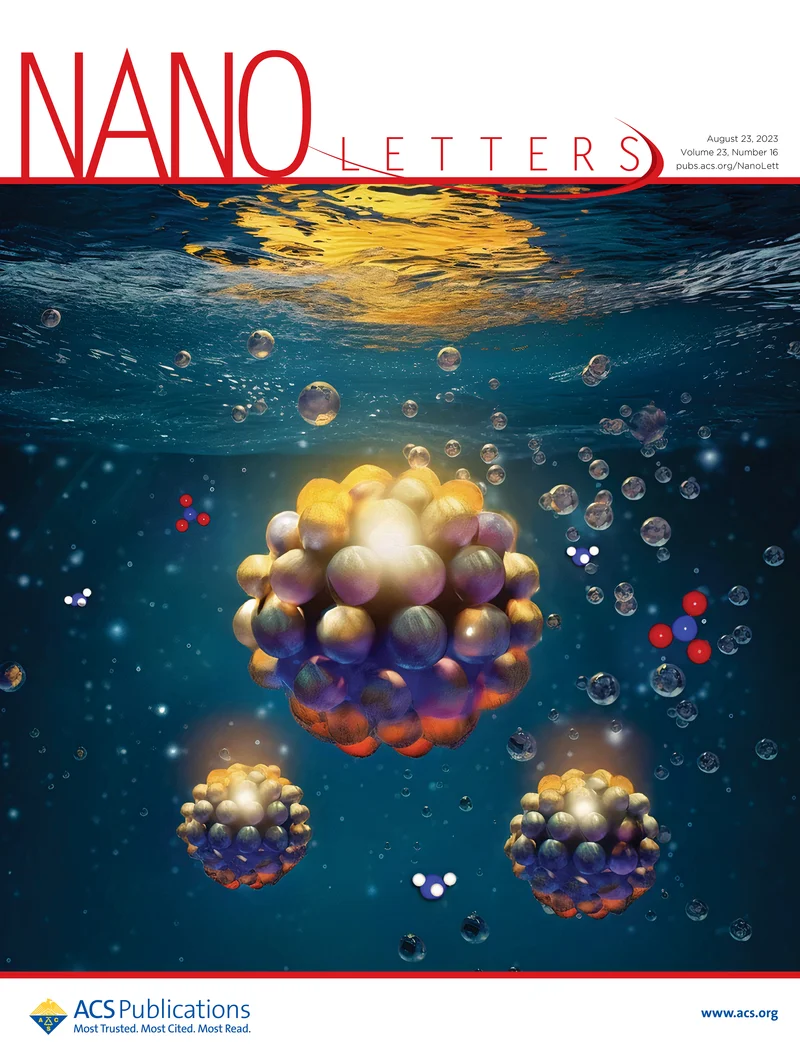 NANO LETTERS
August 23, 2023
Volume 23, Number 16
pubs.acs.org/NanoLett
ACS Publications
Most Trusted. Most Cited. Most Read.
www.acs.org
A C
S